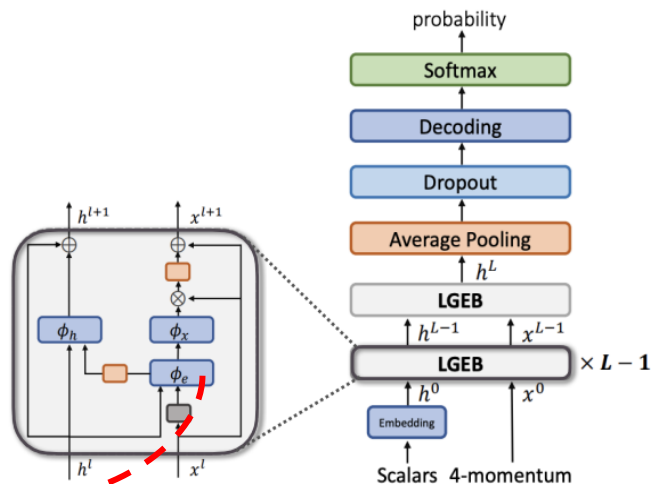 probability
Softmax
Decoding
Dropout
Average Pooling
h^L
LGEB
h^{L-1} x^{L-1}
LGEB × L − 1
h^0 x^0
Embedding
Scalars 4-momentum
h^{l+1} x^{l+1}
ϕ_h ϕ_x
ϕ_e
h^l x^l